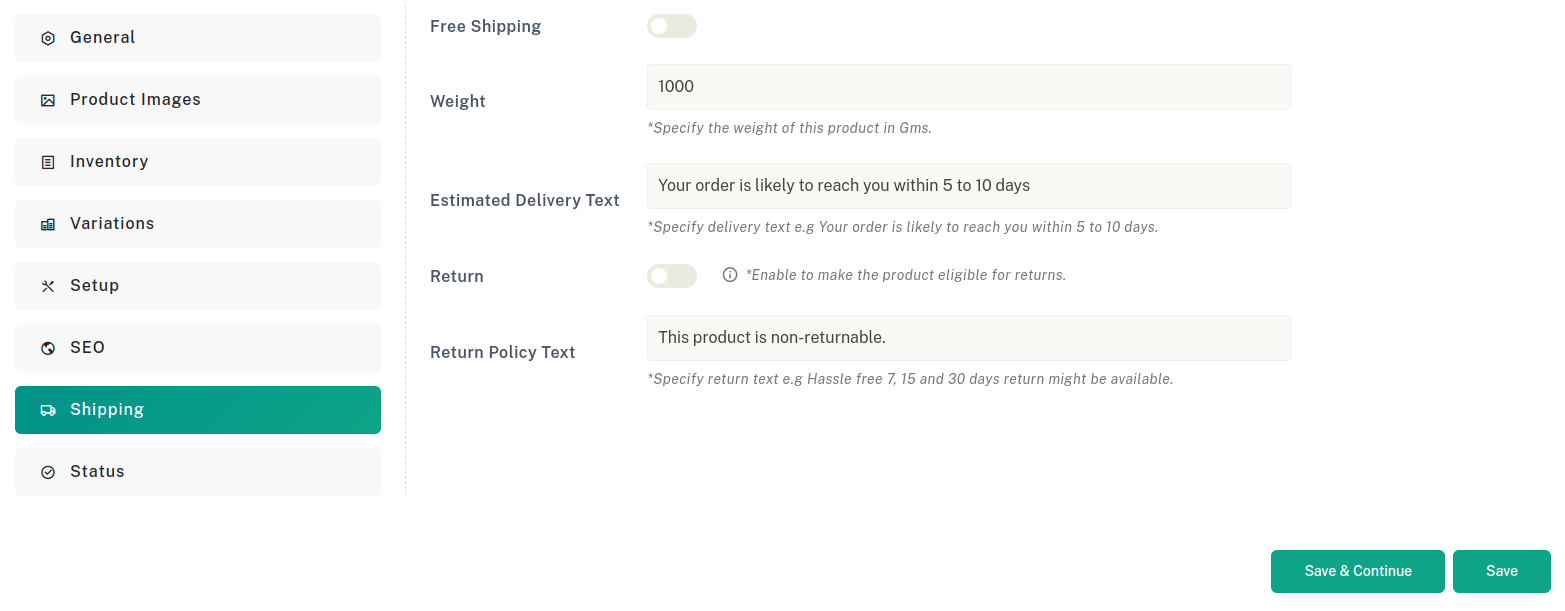 General
Product Images
Inventory
Variations
Setup
SEO
Shipping
Status
Free Shipping
Weight
1000
*Specify the weight of this product in Gms.
Estimated Delivery Text
Your order is likely to reach you within 5 to 10 days
*Specify delivery text e.g Your order is likely to reach you within 5 to 10 days.
Return
*Enable to make the product eligible for returns.
Return Policy Text
This product is non-returnable.
*Specify return text e.g Hassle free 7, 15 and 30 days return might be available.
Save & Continue
Save